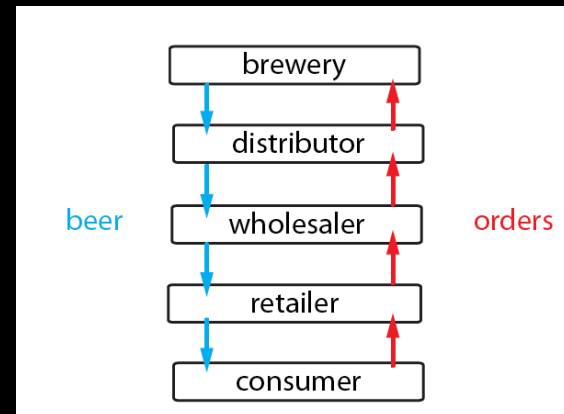 brewery
distributor
beer
wholesaler
orders
retailer
consumer